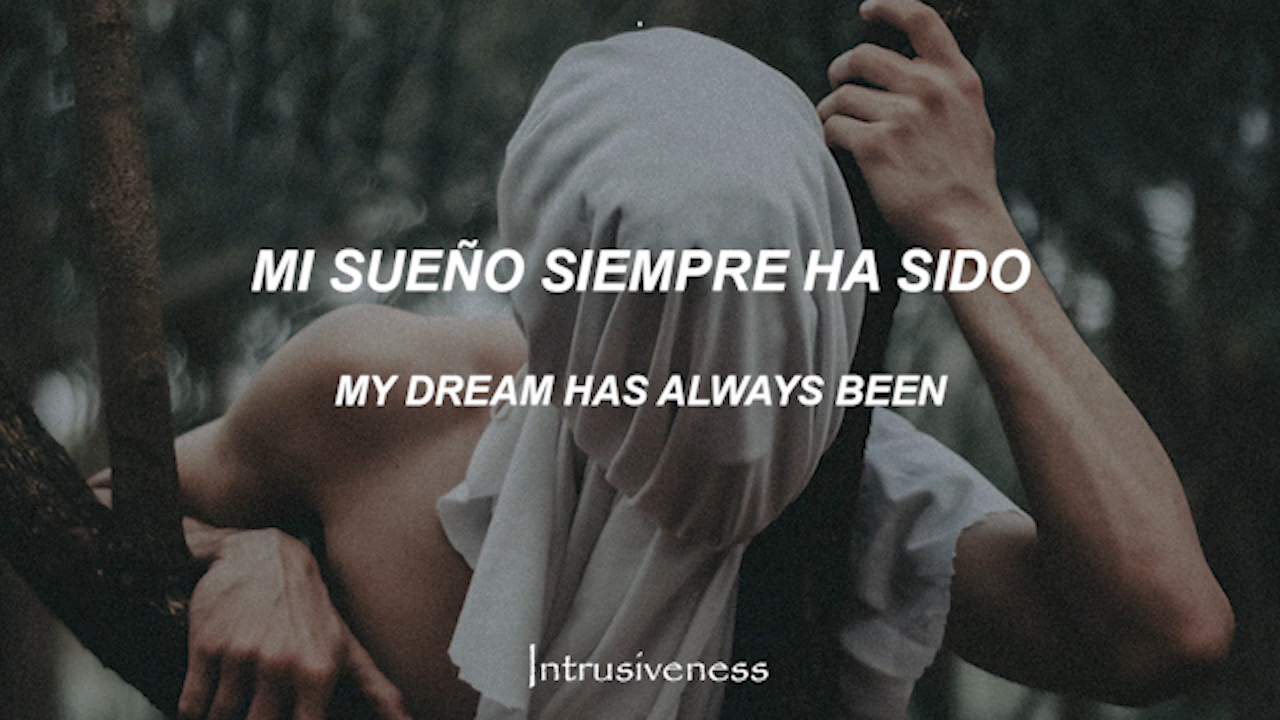 MI SUEÑO SIEMPRE HA SIDO
MY DREAM HAS ALWAYS BEEN
Intrusiveness